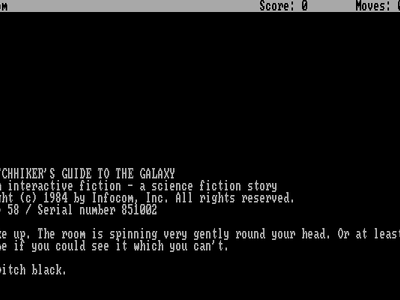 om Score: 0 Moves: 0
TCHHIKER'S GUIDE TO THE GALAXY
n interactive fiction - a science fiction story
ght (c) 1984 by Infocom, Inc. All rights reserved.
58 / Serial number 851002
ke up. The room is spinning very gently round your head. Or at least
be if you could see it which you can't.
pitch black.